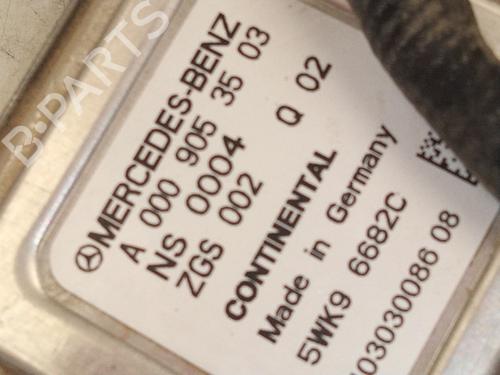 B-PARTS
MERCEDES-BENZ
A 000 905 35 03
NS 0004 Q 02
ZGS 002
CONTINENTAL
Made in Germany
5WK9 6682C
03030086 08